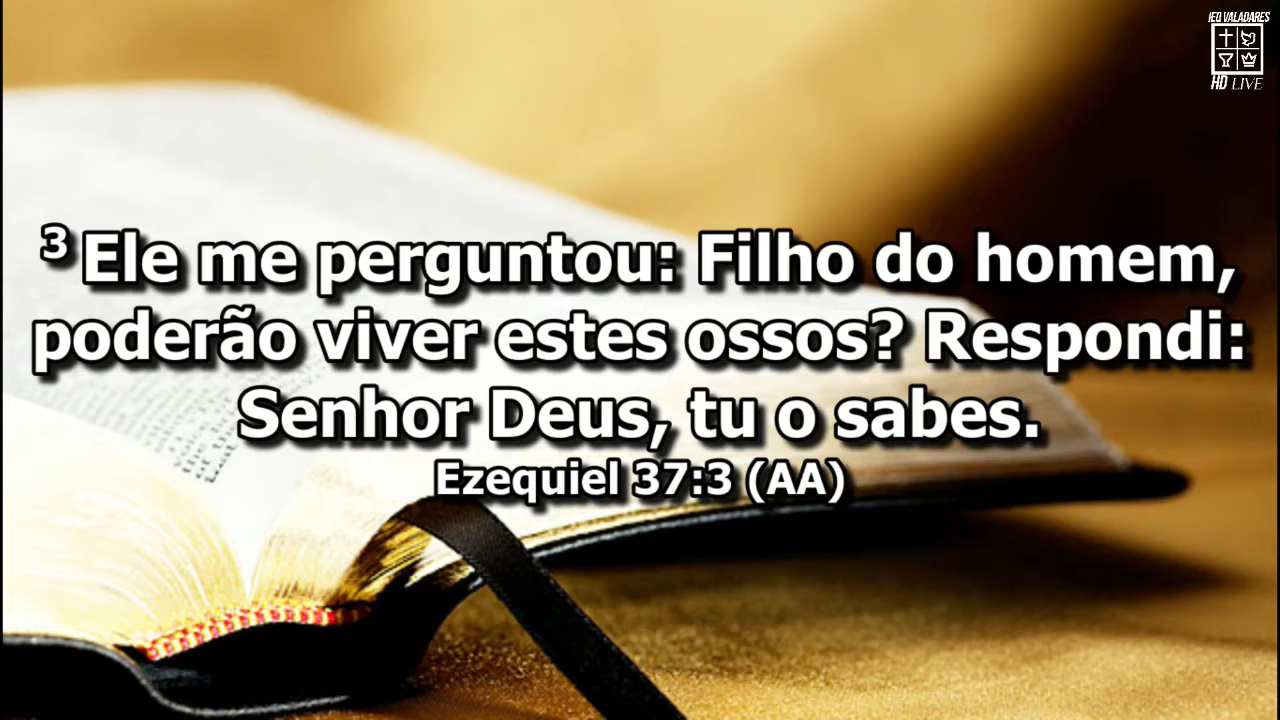 IEQ VALADARES
HD LIVE
³ Ele me perguntou: Filho do homem,
poderão viver estes ossos? Respondi:
Senhor Deus, tu o sabes.
Ezequiel 37:3 (AA)